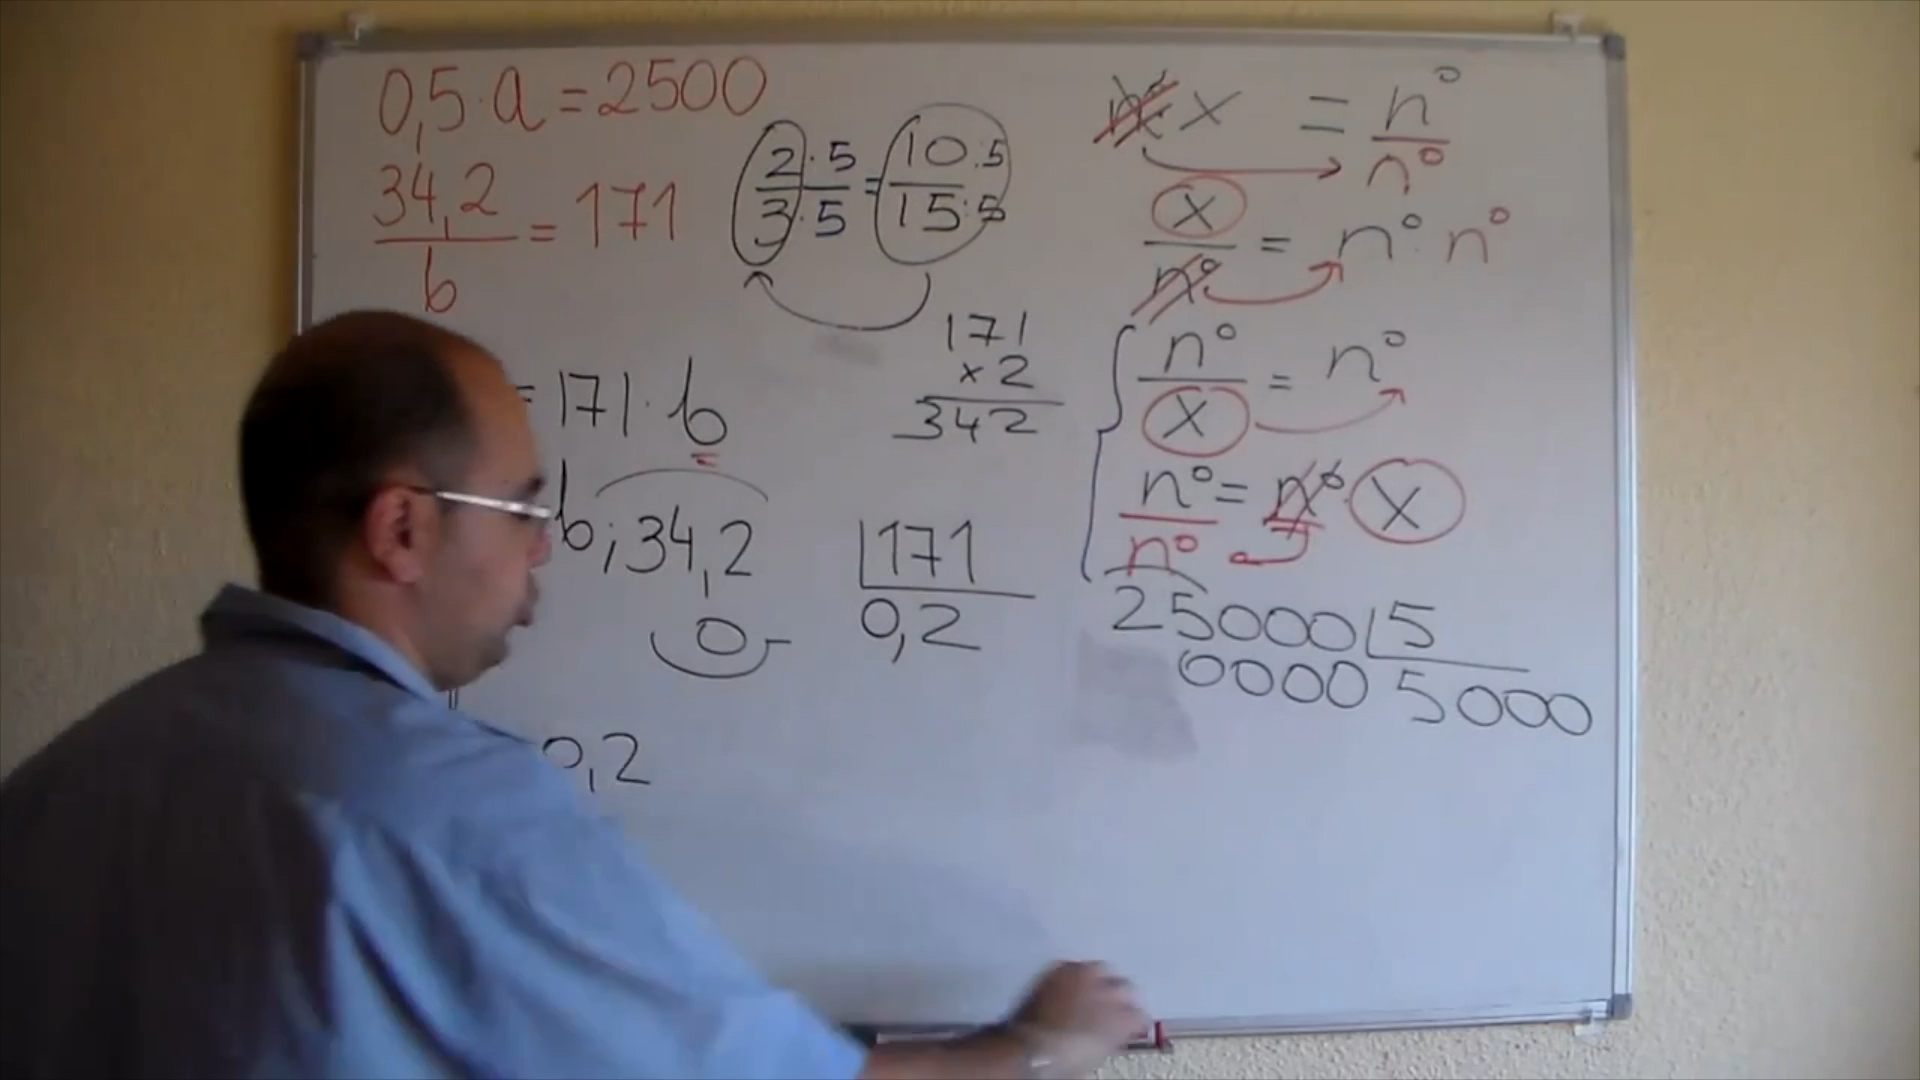 0,5·a=2500
34,2/b = 171
=171·b
b;34,2 |171
0,2
0
0,2
2·5/3·5 = 10:5/15:5
171
×2
342
x = n°/n°
x/n° = n°·n°
n°/x = n°
n°/n° = n° x
25000 |5
0000 5000